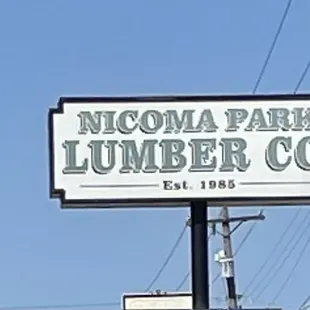 NICOMA PARK
LUMBER CO
Est. 1985